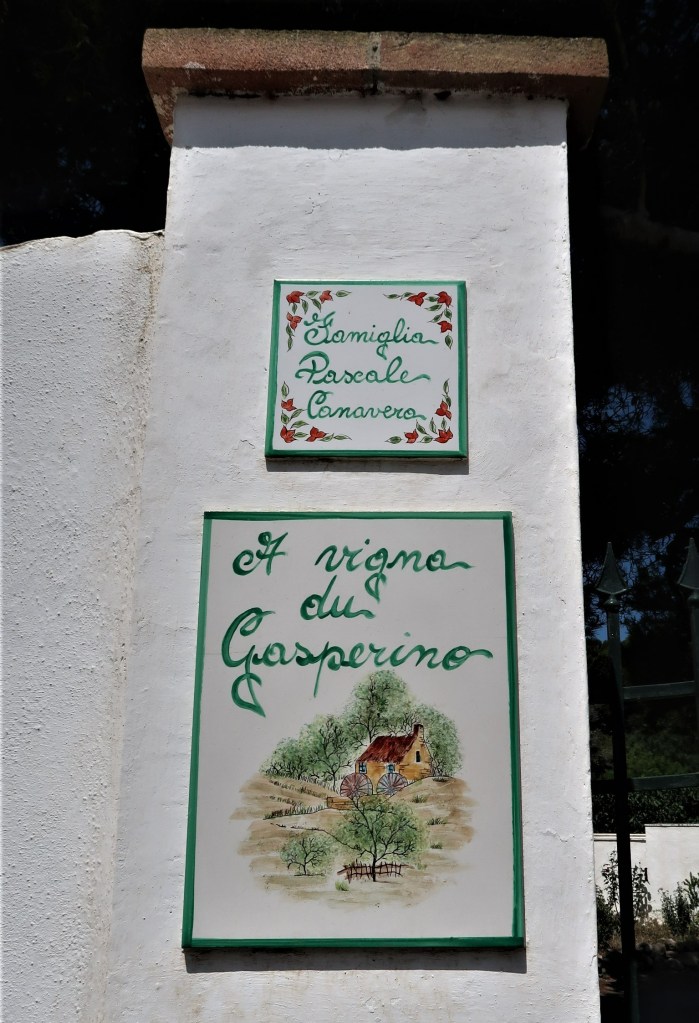 Famiglia
Pascale
Canavero
A vigna
du
Gasperino